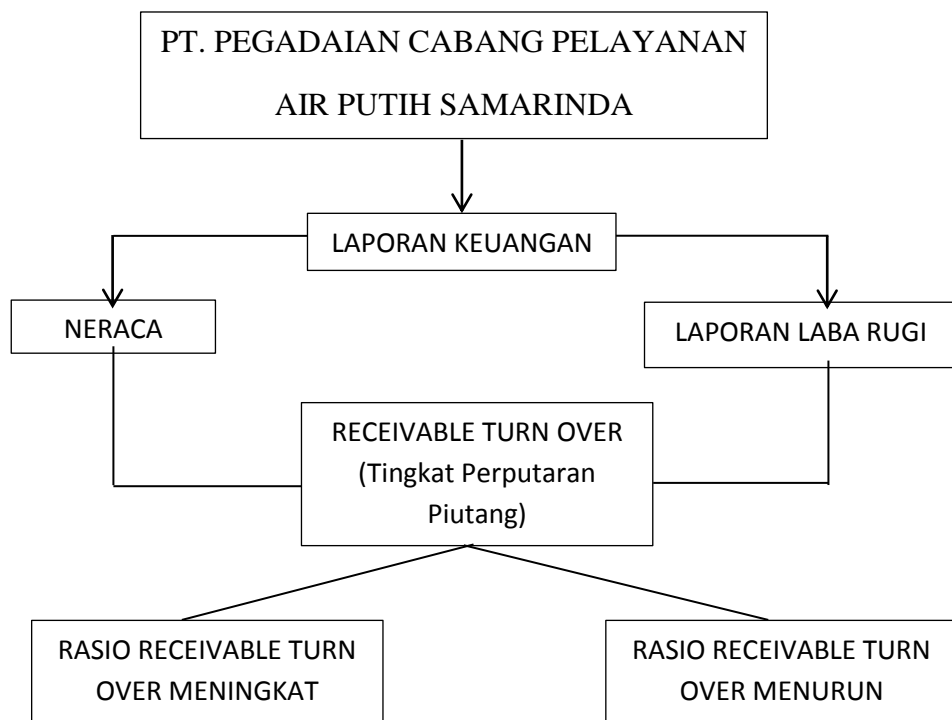 PT. PEGADAIAN CABANG PELAYANAN
AIR PUTIH SAMARINDA
LAPORAN KEUANGAN
NERACA
LAPORAN LABA RUGI
RECEIVABLE TURN OVER
(Tingkat Perputaran
Piutang)
RASIO RECEIVABLE TURN
OVER MENINGKAT
RASIO RECEIVABLE TURN
OVER MENURUN